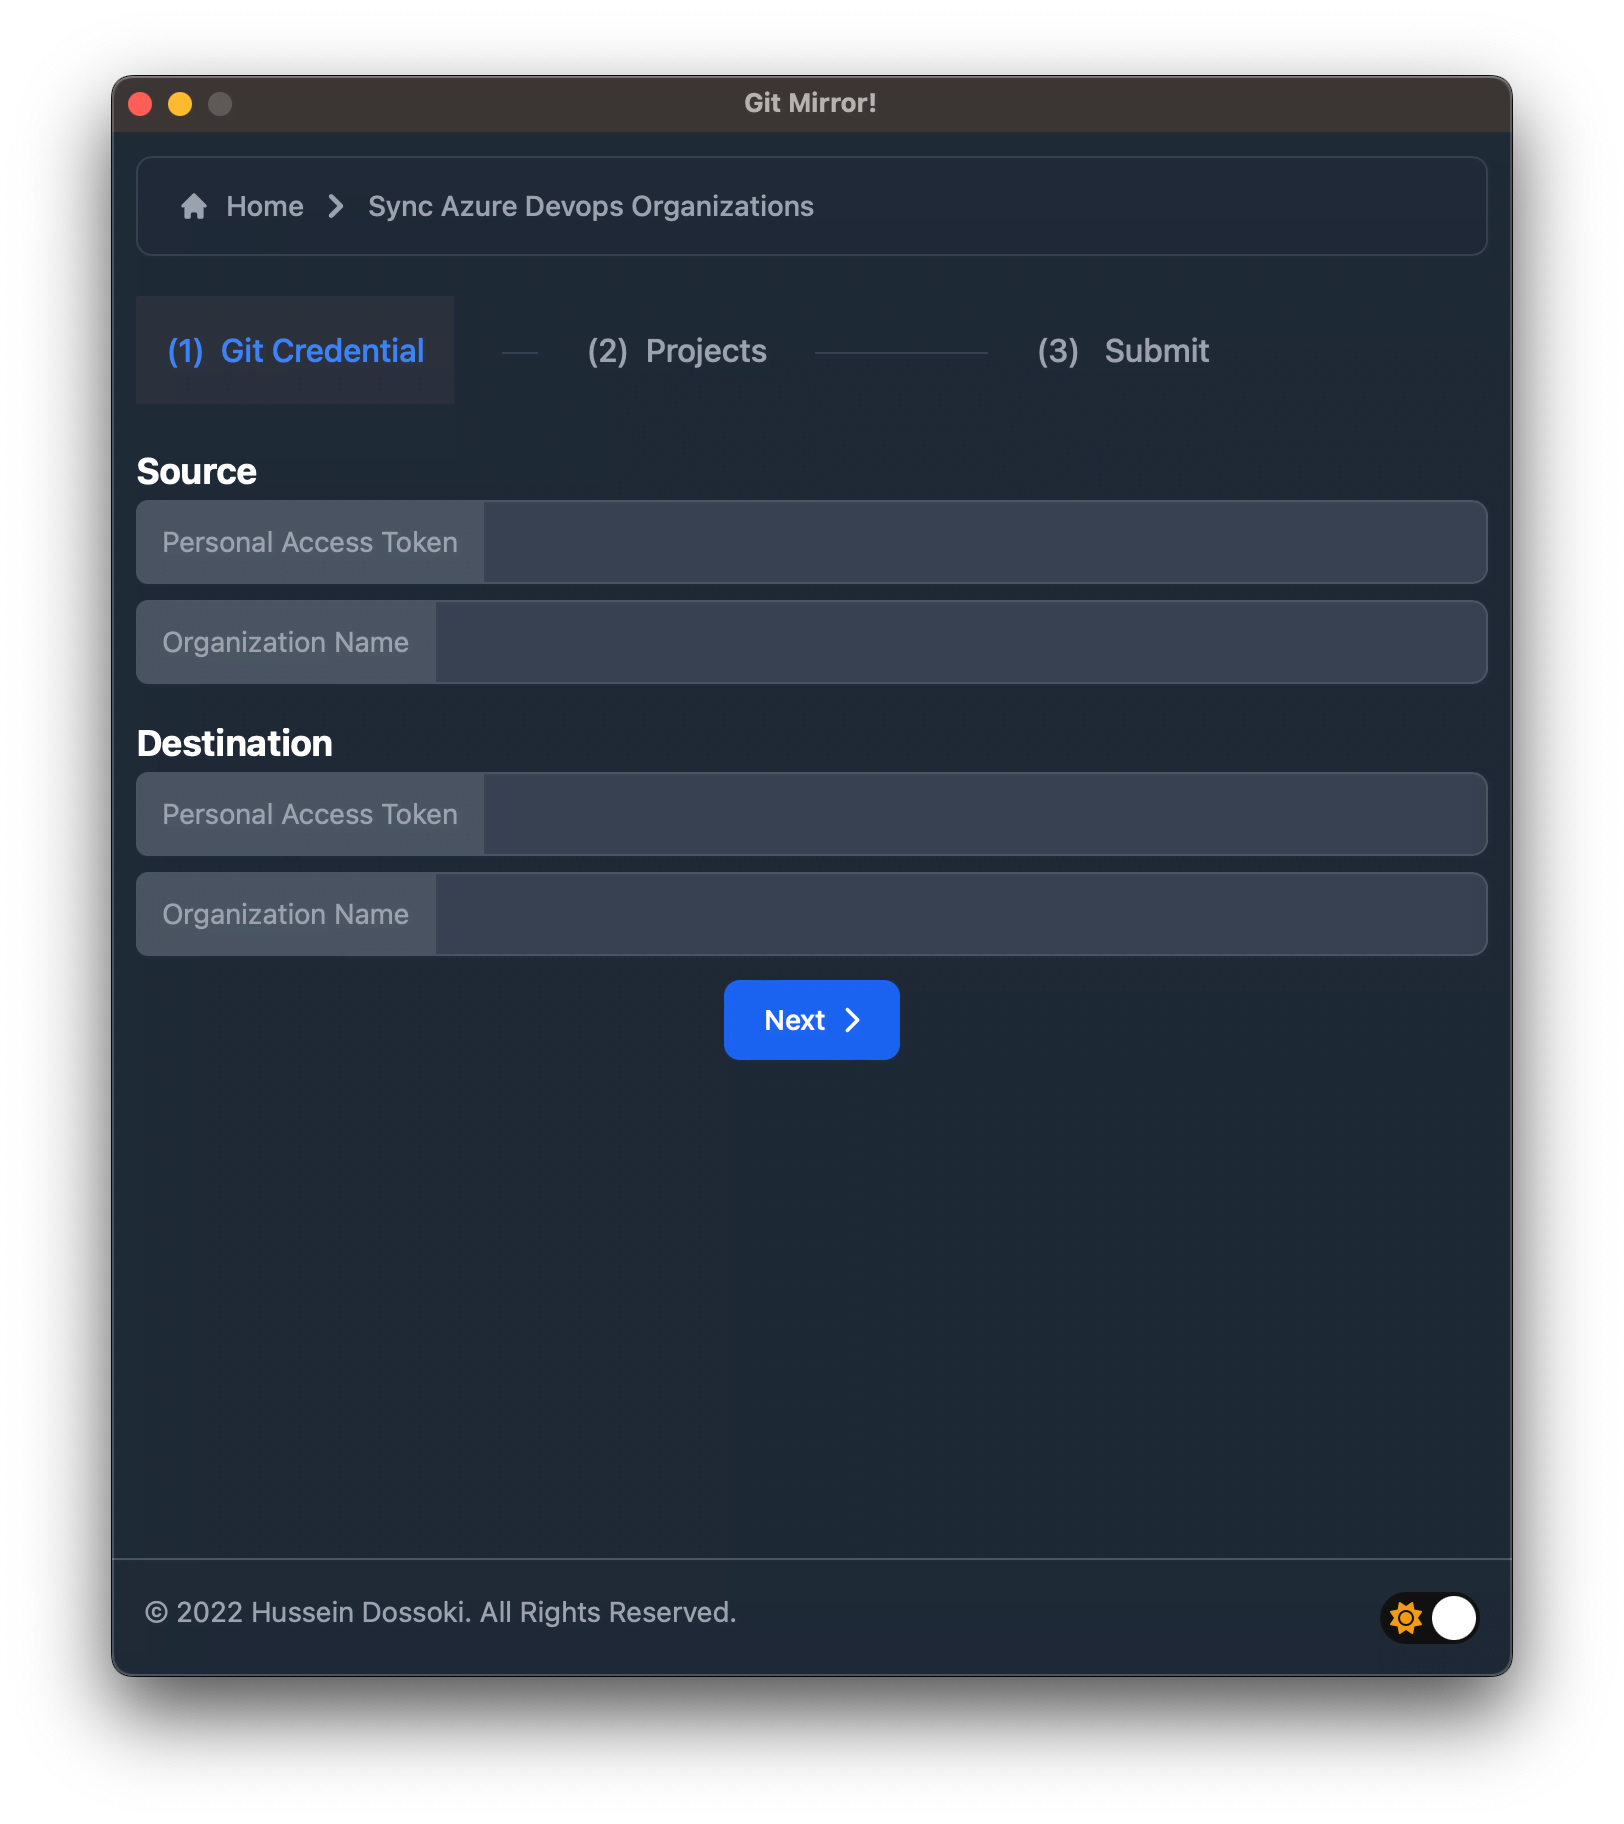 Git Mirror!
Home Sync Azure Devops Organizations
(1) Git Credential (2) Projects (3) Submit
Source
Personal Access Token
Organization Name
Destination
Personal Access Token
Organization Name
Next
© 2022 Hussein Dossoki. All Rights Reserved.